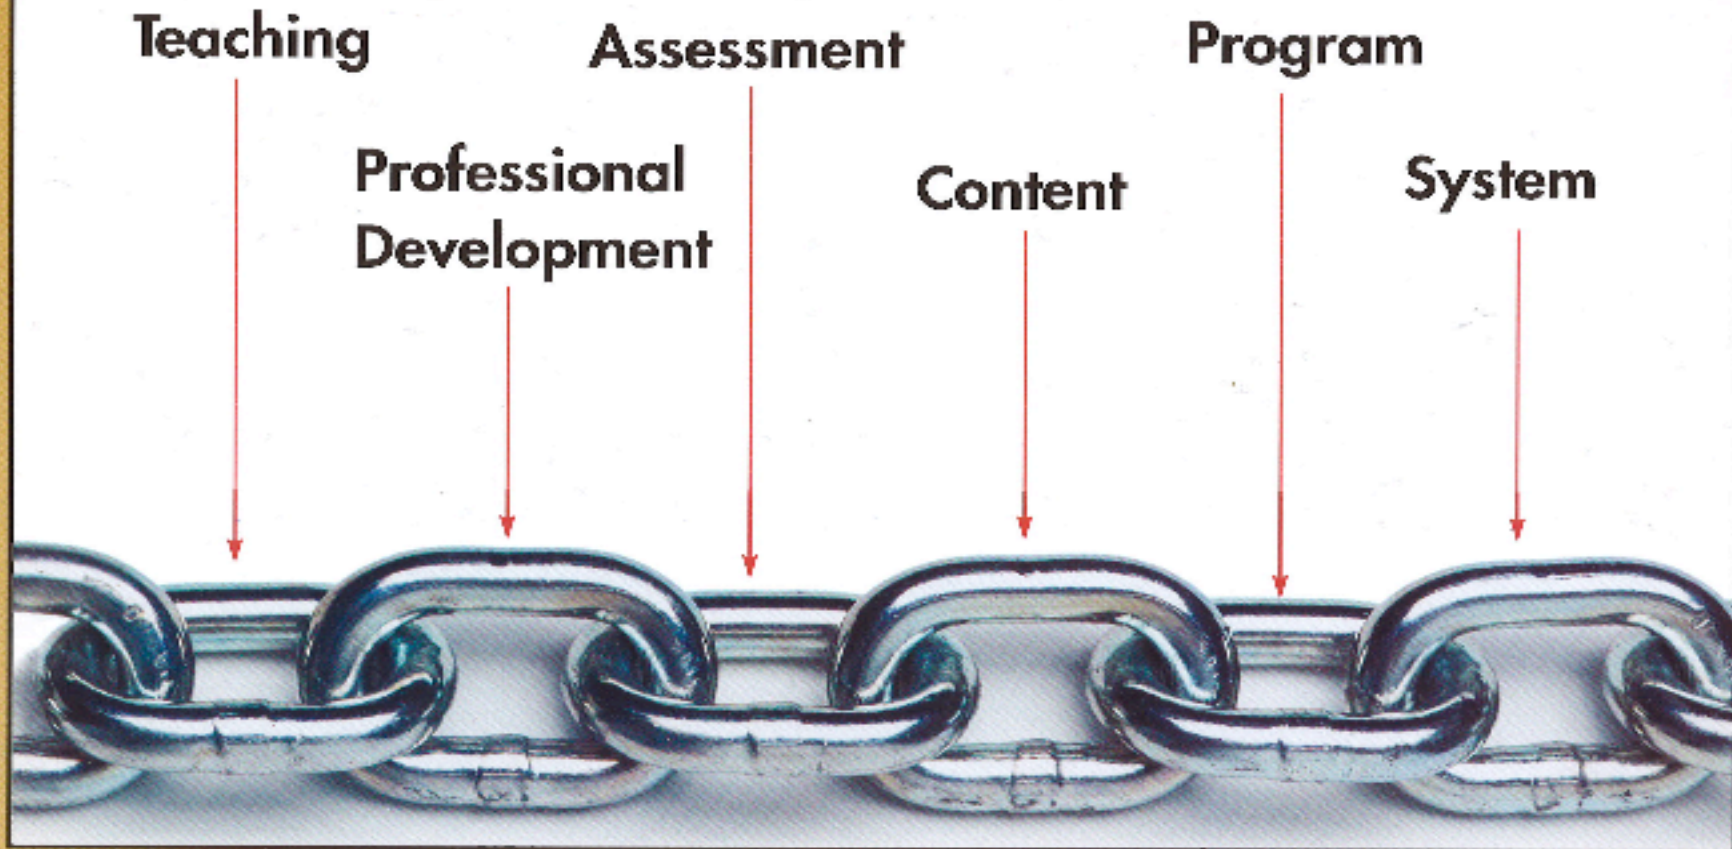 Teaching
Professional
Development
Assessment
Content
Program
System